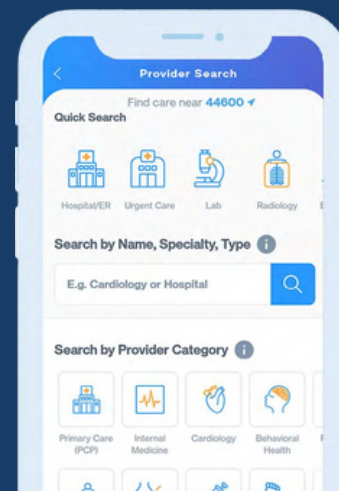 Provider Search
Find care near 44600
Quick Search
Hospital/ER Urgent Care Lab Radiology
Search by Name, Specialty, Type
E.g. Cardiology or Hospital
Search by Provider Category
Primary Care (PCP)
Internal Medicine
Cardiology
Behavioral Health